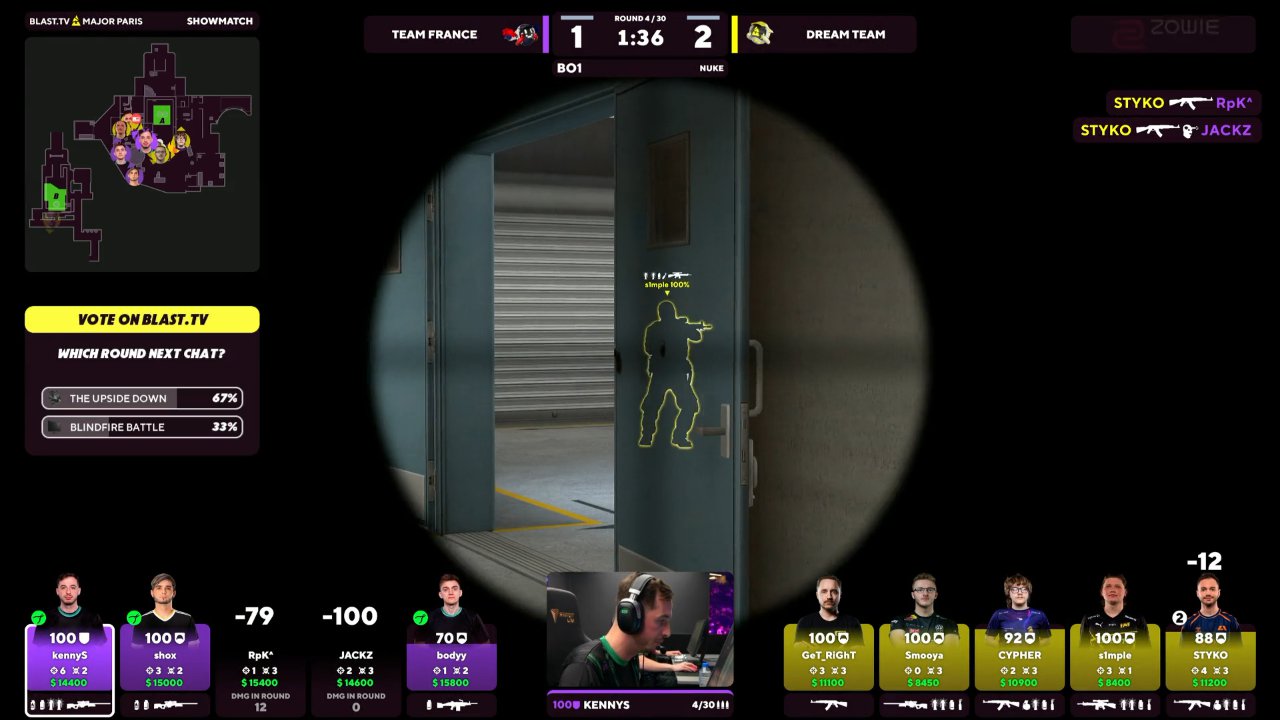 BLAST.TV MAJOR PARIS
SHOWMATCH
TEAM FRANCE
1
ROUND 4 / 30
1:36
2
DREAM TEAM
BO1
NUKE
ZOWIE
STYKO RpK^
STYKO JACKZ
A
B
VOTE ON BLAST.TV
WHICH ROUND NEXT CHAT?
THE UPSIDE DOWN 67%
BLINDFIRE BATTLE 33%
s1mple 100%
100
kennyS
6 2
$14400
100
shox
3 2
$15000
-79
RpK^
1 3
$15400
DMG IN ROUND
12
-100
JACKZ
2 3
$14600
DMG IN ROUND
0
70
bodyy
1 2
$15800
100 KENNYS 4/30
100
GeT_RiGhT
3 3
$11100
100
Smooya
0 3
$8450
92
CYPHER
2 3
$10900
100
s1mple
3 1
$8400
-12
2
88
STYKO
4 3
$11200